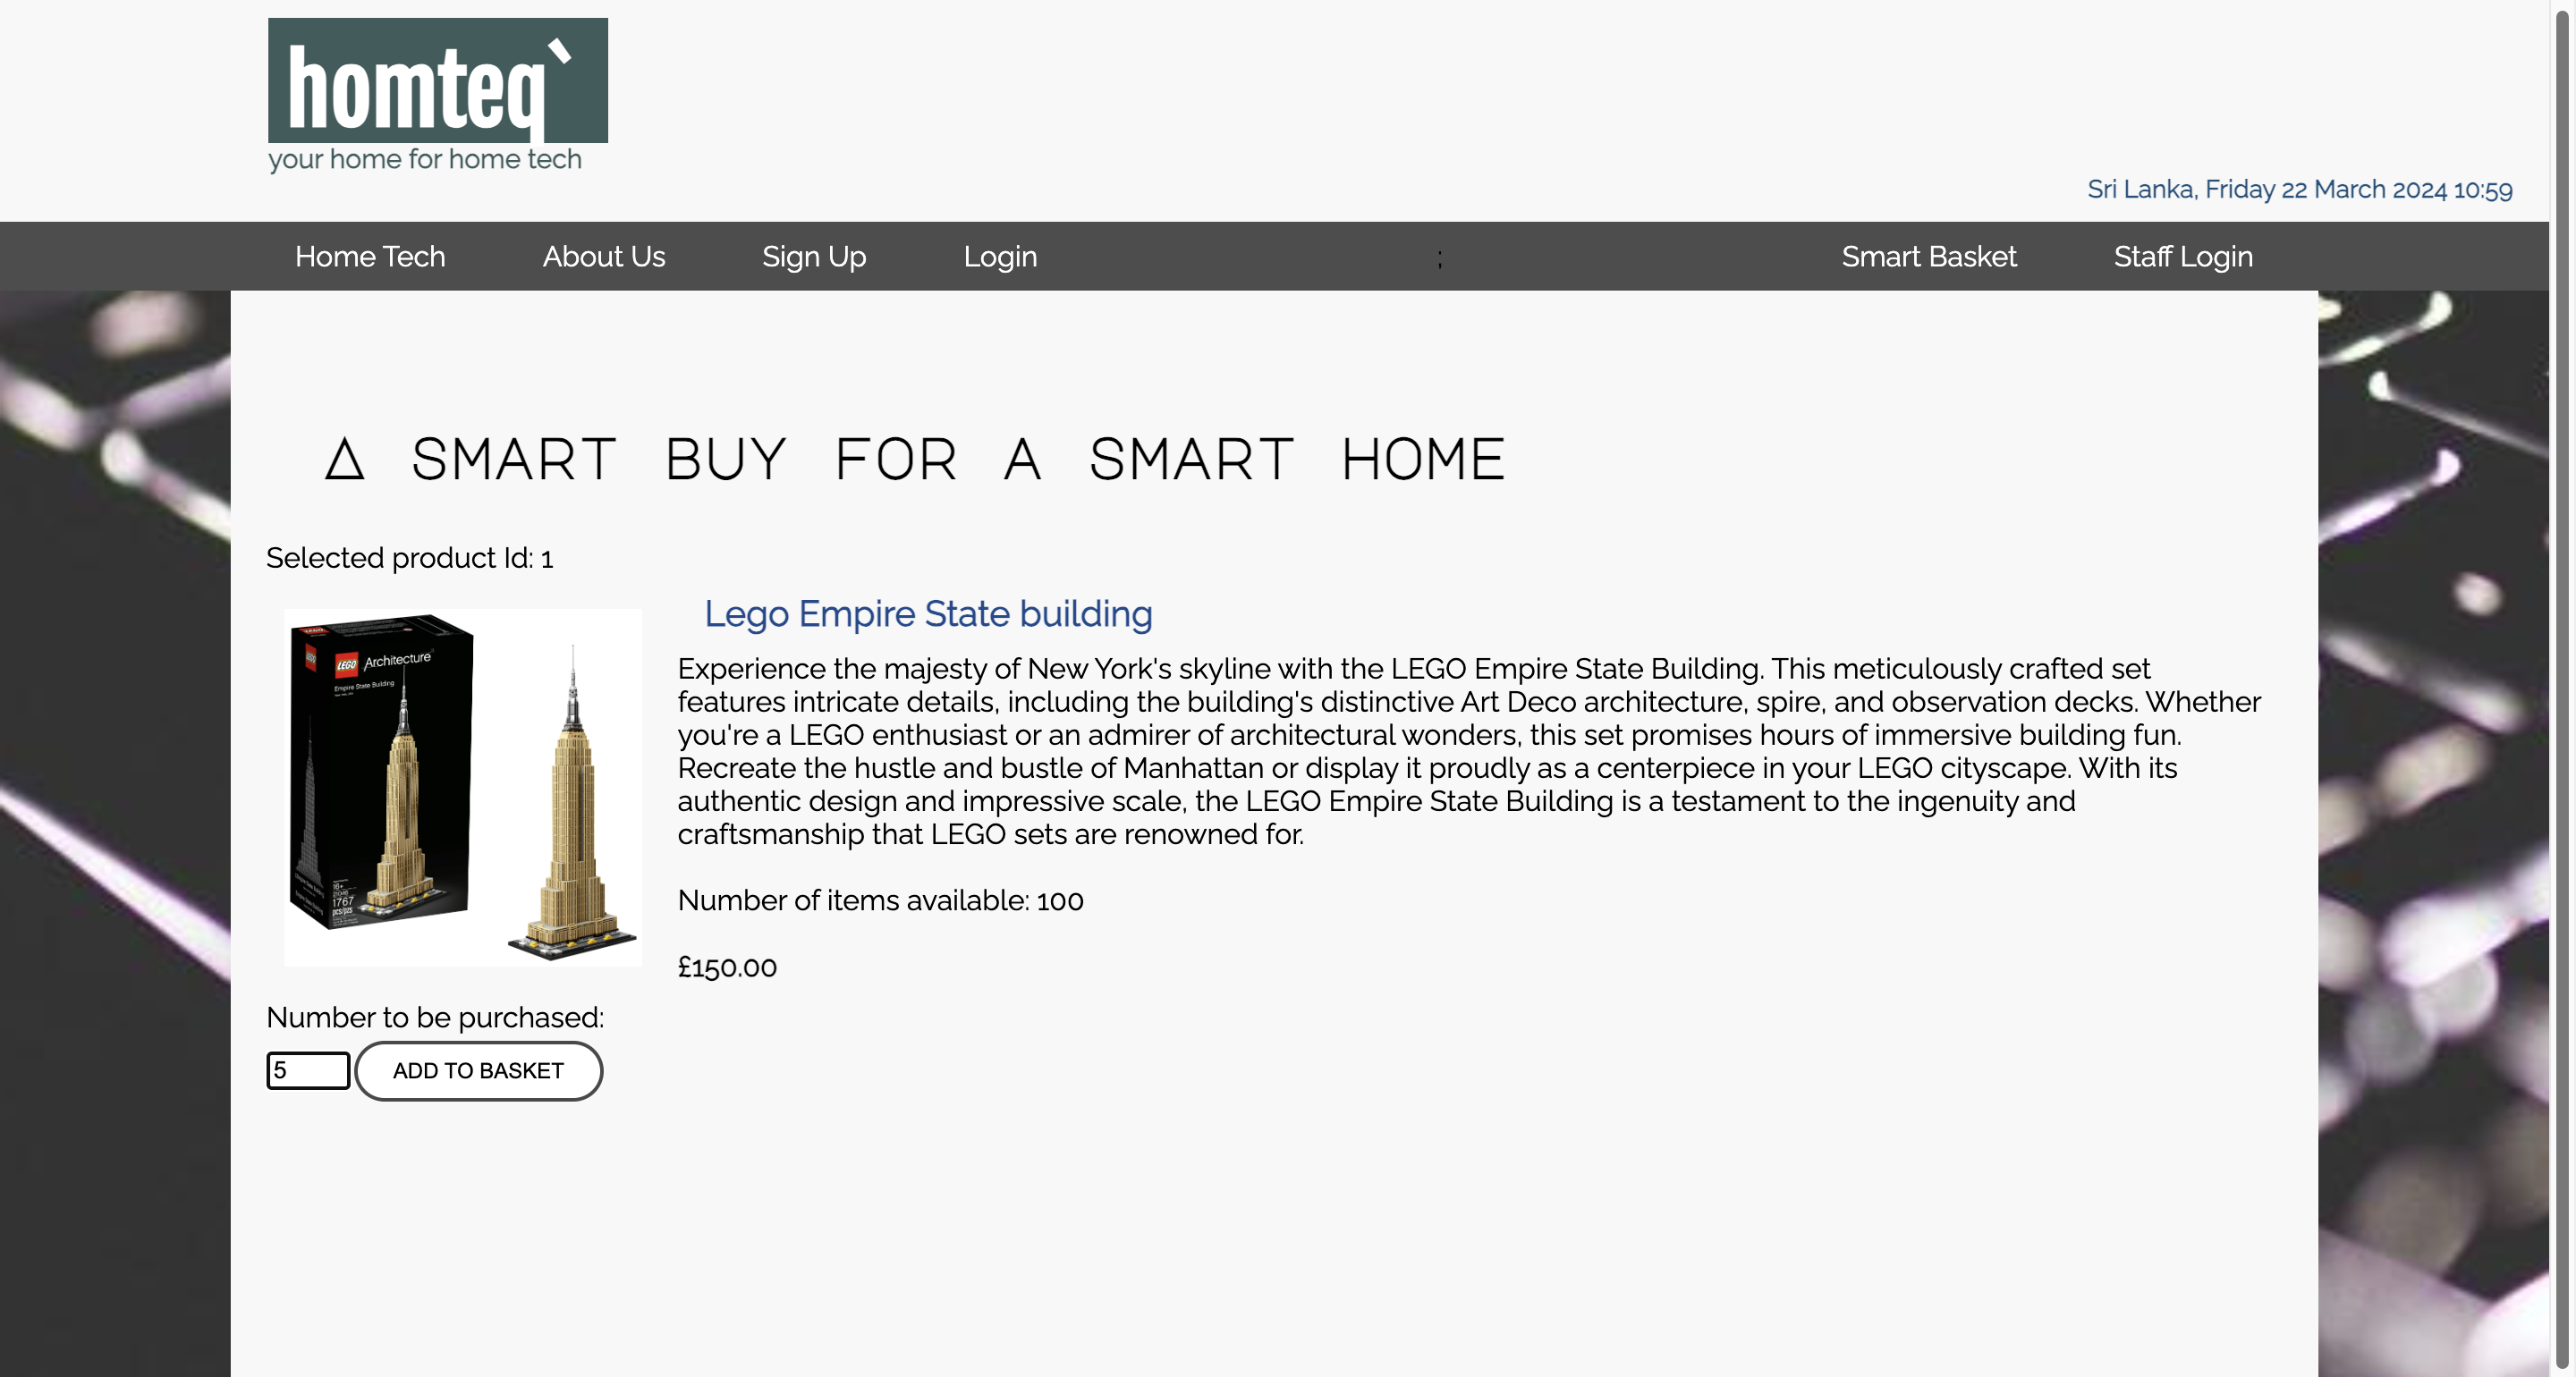 homteq`
your home for home tech
Sri Lanka, Friday 22 March 2024 10:59
Home Tech About Us Sign Up Login ; Smart Basket Staff Login
A SMART BUY FOR A SMART HOME
Selected product Id: 1
Lego Empire State building
LEGO Architecture
Empire State Building
1767
Experience the majesty of New York's skyline with the LEGO Empire State Building. This meticulously crafted set
features intricate details, including the building's distinctive Art Deco architecture, spire, and observation decks. Whether
you're a LEGO enthusiast or an admirer of architectural wonders, this set promises hours of immersive building fun.
Recreate the hustle and bustle of Manhattan or display it proudly as a centerpiece in your LEGO cityscape. With its
authentic design and impressive scale, the LEGO Empire State Building is a testament to the ingenuity and
craftsmanship that LEGO sets are renowned for.
Number of items available: 100
£150.00
Number to be purchased:
5 ADD TO BASKET